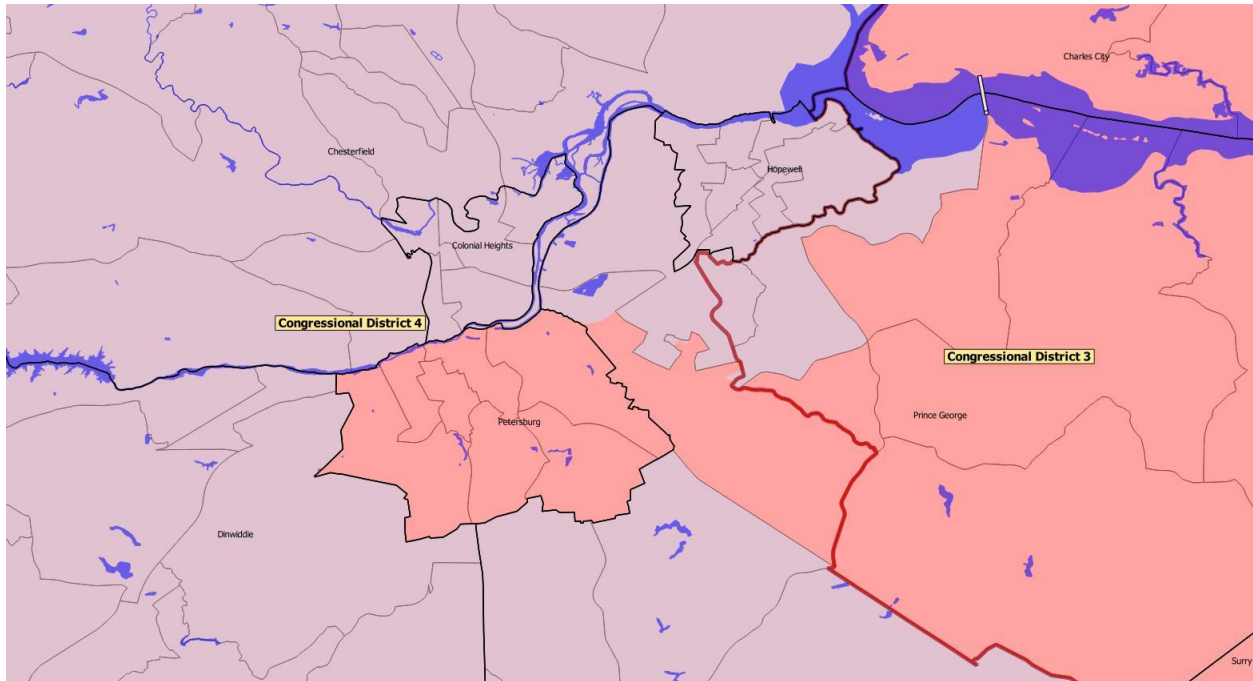 Charles City
Chesterfield
Hopewell
Colonial Heights
Congressional District 4
Congressional District 3
Prince George
Petersburg
Dinwiddie
Surry